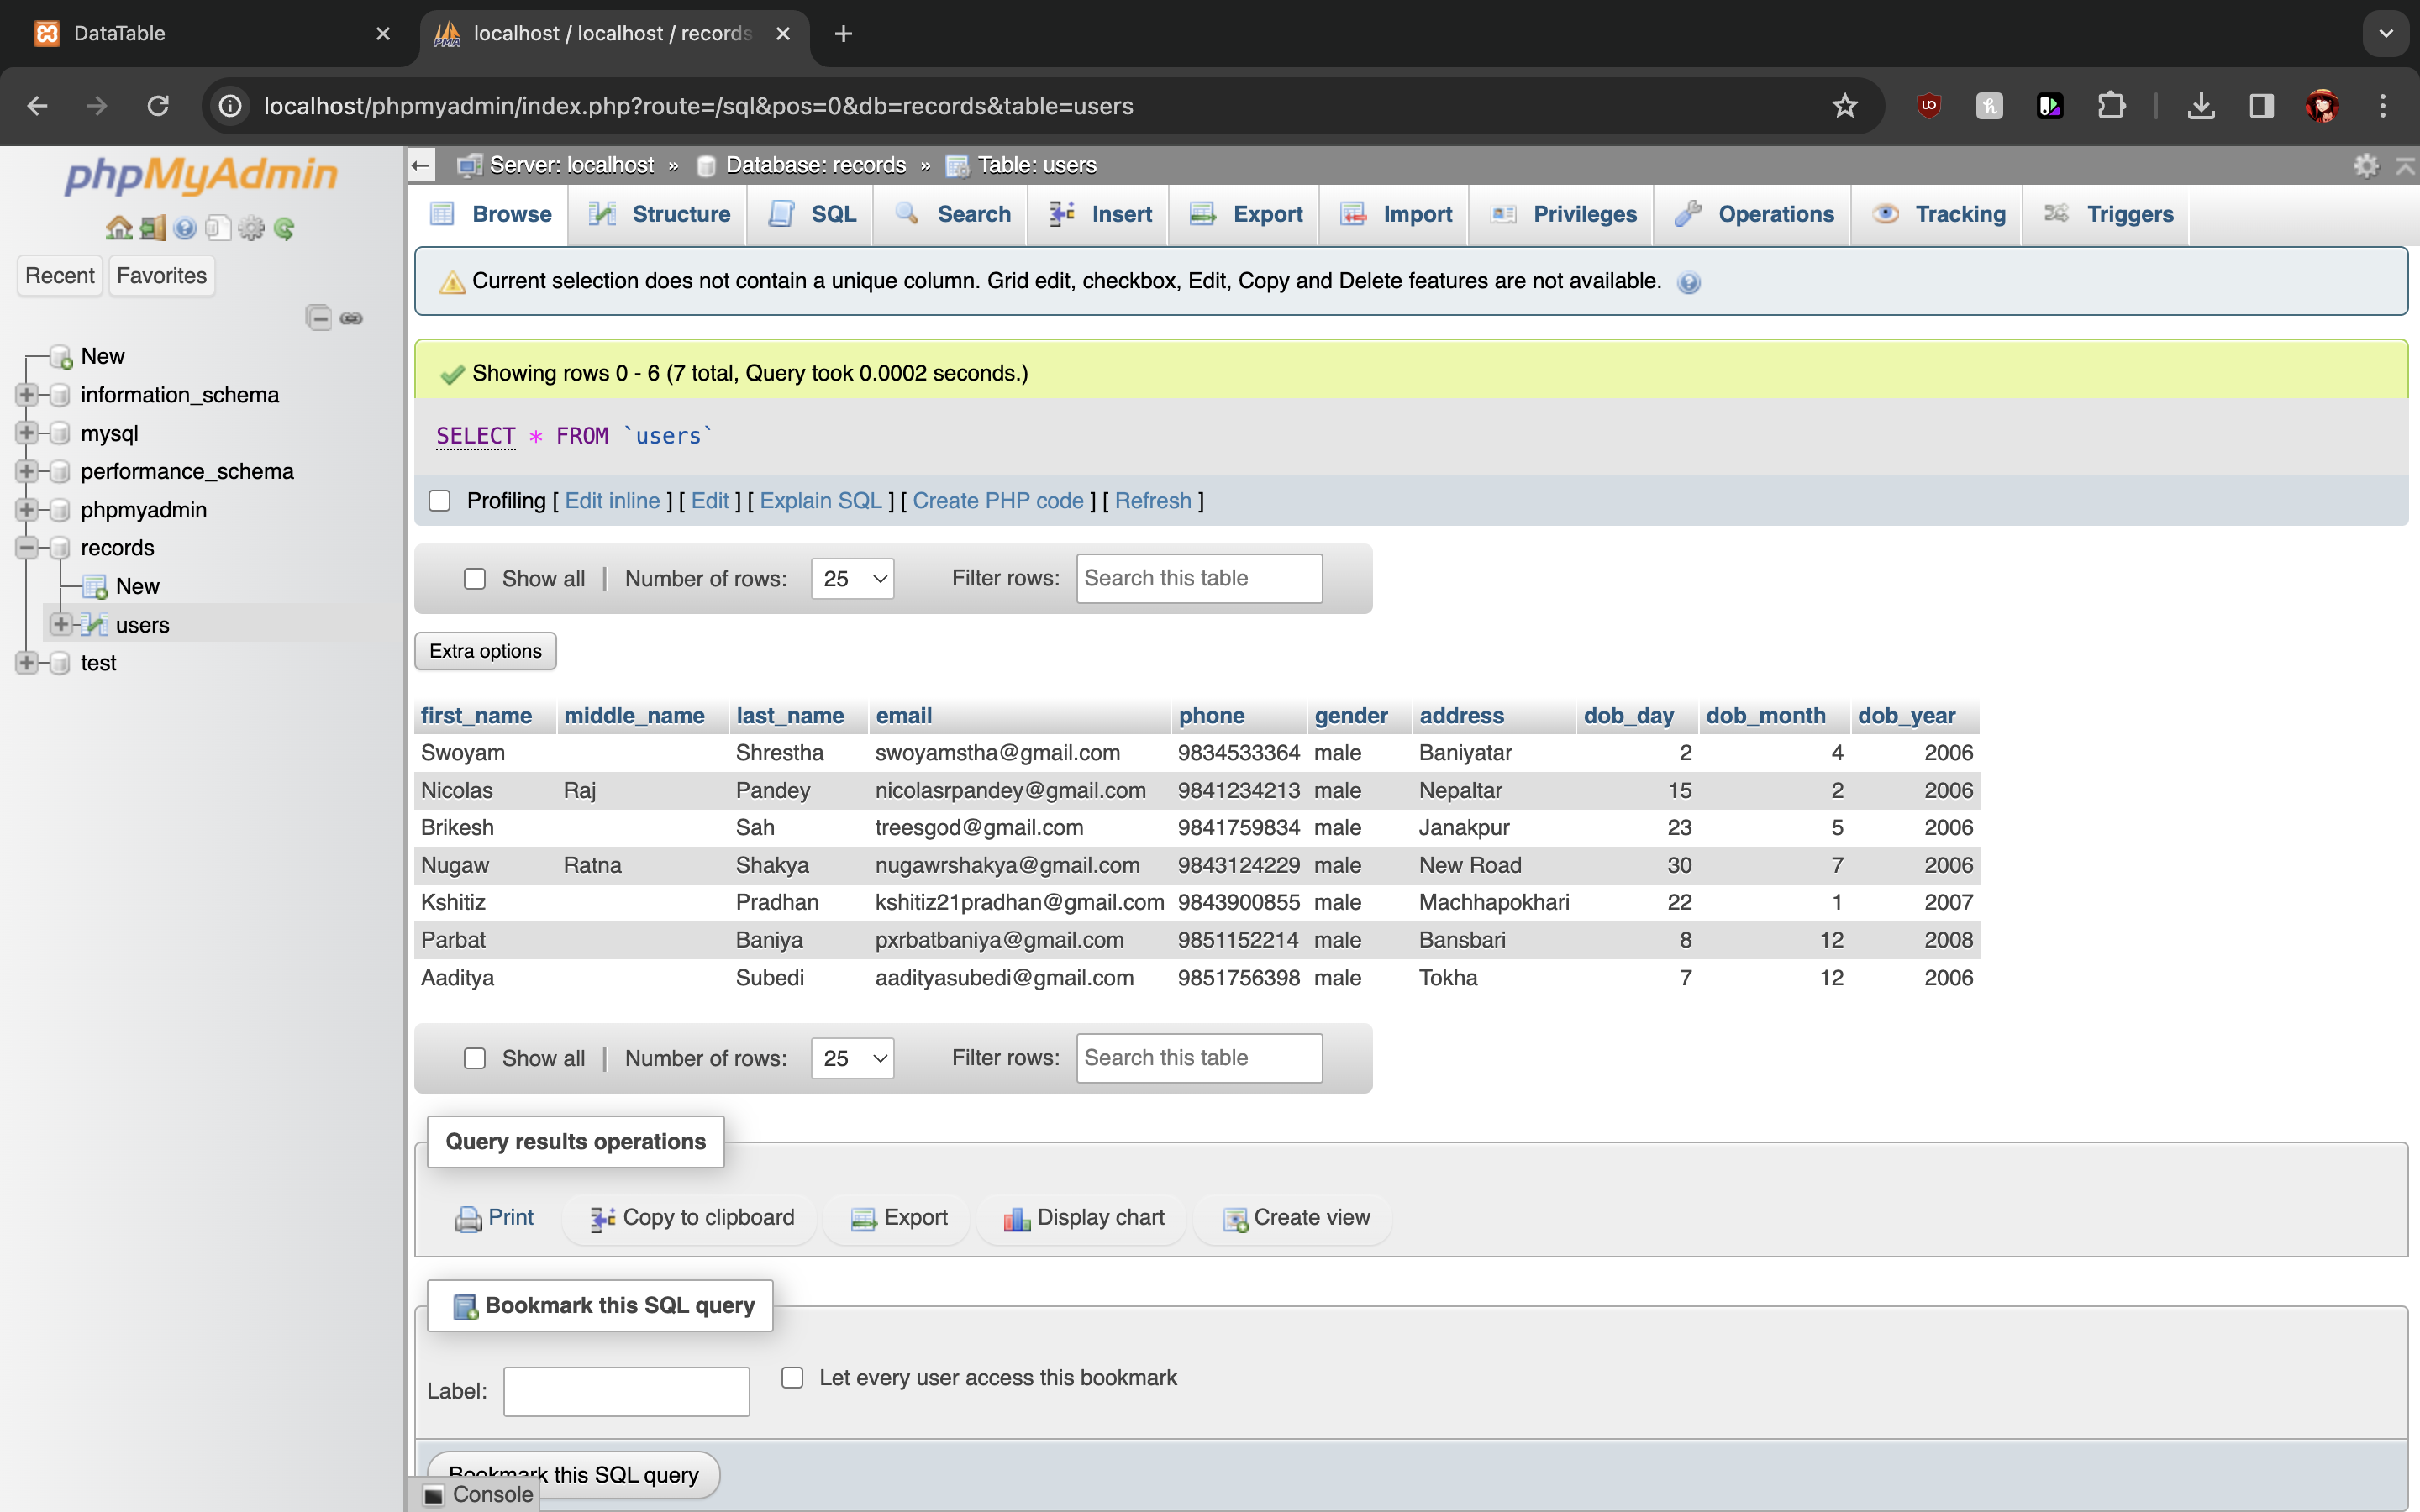 DataTable
localhost / localhost / records
localhost/phpmyadmin/index.php?route=/sql&pos=0&db=records&table=users
phpMyAdmin
Recent Favorites
New
information_schema
mysql
performance_schema
phpmyadmin
records
New
users
test
Server: localhost » Database: records » Table: users
Browse Structure SQL Search Insert Export Import Privileges Operations Tracking Triggers
Current selection does not contain a unique column. Grid edit, checkbox, Edit, Copy and Delete features are not available.
Showing rows 0 - 6 (7 total, Query took 0.0002 seconds.)
SELECT * FROM `users`
Profiling [ Edit inline ] [ Edit ] [ Explain SQL ] [ Create PHP code ] [ Refresh ]
Show all | Number of rows: 25 Filter rows: Search this table
Extra options
first_name middle_name last_name email phone gender address dob_day dob_month dob_year
Swoyam Shrestha swoyamstha@gmail.com 9834533364 male Baniyatar 2 4 2006
Nicolas Raj Pandey nicolasrpandey@gmail.com 9841234213 male Nepaltar 15 2 2006
Brikesh Sah treesgod@gmail.com 9841759834 male Janakpur 23 5 2006
Nugaw Ratna Shakya nugawrshakya@gmail.com 9843124229 male New Road 30 7 2006
Kshitiz Pradhan kshitiz21pradhan@gmail.com 9843900855 male Machhapokhari 22 1 2007
Parbat Baniya pxrbatbaniya@gmail.com 9851152214 male Bansbari 8 12 2008
Aaditya Subedi aadityasubedi@gmail.com 9851756398 male Tokha 7 12 2006
Show all | Number of rows: 25 Filter rows: Search this table
Query results operations
Print Copy to clipboard Export Display chart Create view
Bookmark this SQL query
Label: Let every user access this bookmark
Bookmark this SQL query
Console